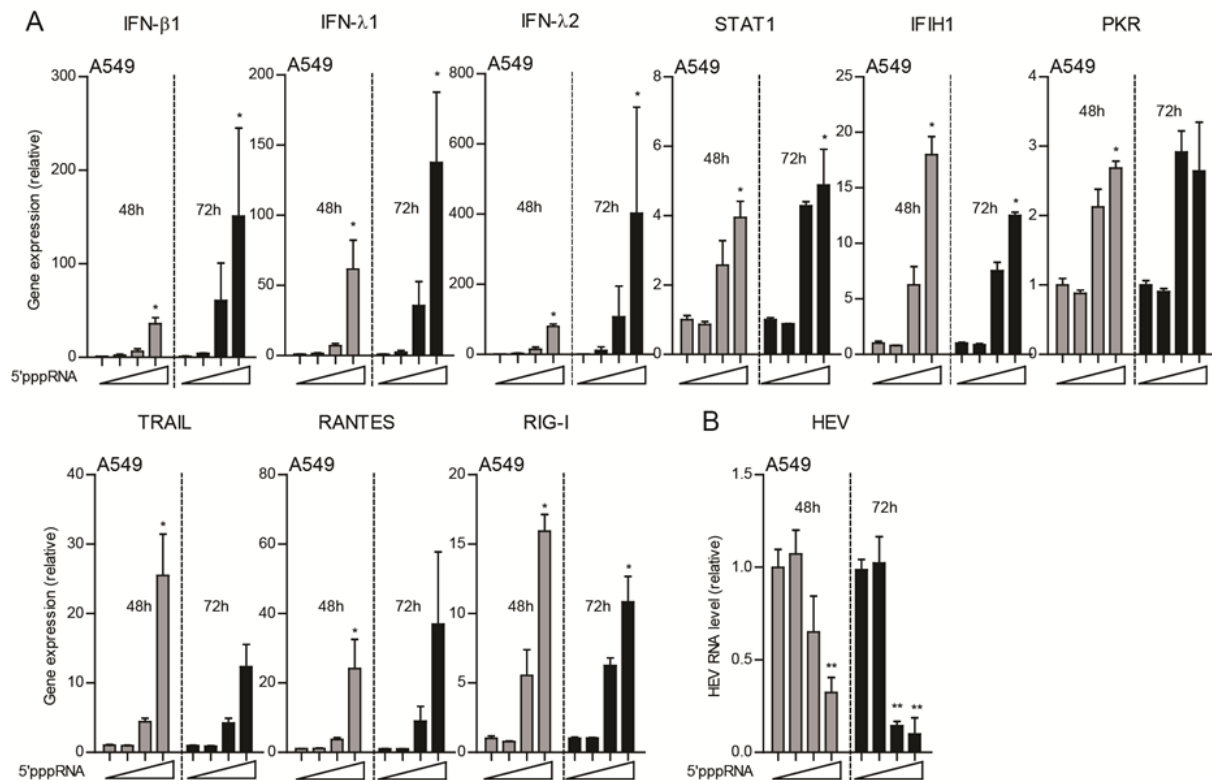 A
IFN-β1 IFN-λ1 IFN-λ2 STAT1 IFIH1 PKR
A549 A549 A549 A549 A549 A549
Gene expression (relative)
300 200 800 8 25 4
250 150 600 6 20 3
200 100 400 4 15 2
150 50 200 2 10 1
100 0 100 0 5 0
50 0 0
0
48h 72h 48h 72h 48h 72h 48h 72h 48h 72h 48h 72h
* * * * * * * * * * *
5'pppRNA
TRAIL RANTES RIG-I B HEV
A549 A549 A549 A549
Gene expression (relative)
HEV RNA level (relative)
40 80 20 1.5
30 60 15 1.0
20 40 10 0.5
10 20 5 0.0
0 0 0
48h 72h 48h 72h 48h 72h 48h 72h
* * * * ** ** **
5'pppRNA 5'pppRNA